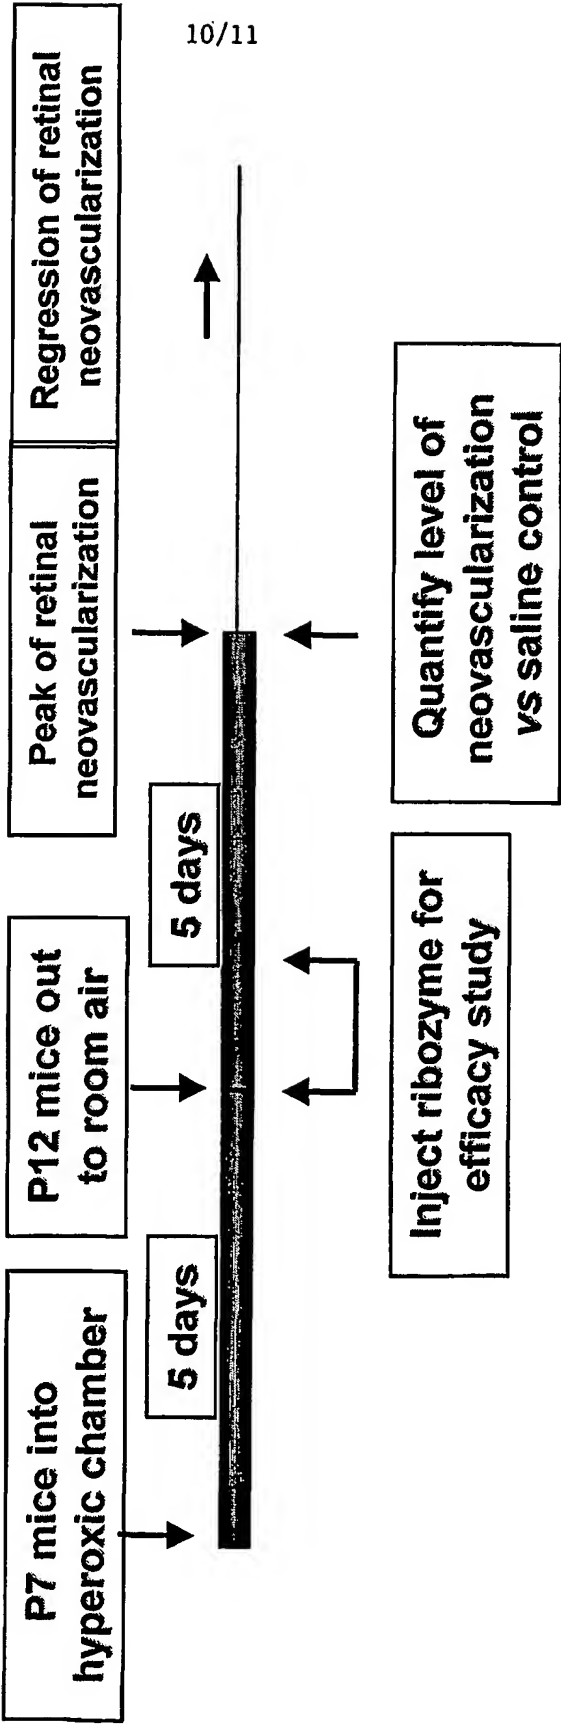 10/11
P7 mice into
hyperoxic chamber
P12 mice out
to room air
Peak of retinal
neovascularization
Regression of retinal
neovascularization
5 days
5 days
Inject ribozyme for
efficacy study
Quantify level of
neovascularization
vs saline control